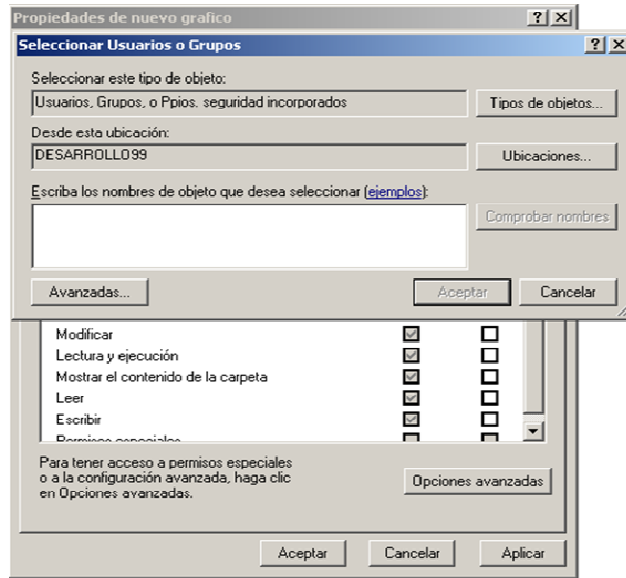 Propiedades de nuevo grafico
Seleccionar Usuarios o Grupos
Seleccionar este tipo de objeto:
Usuarios, Grupos, o Ppios. seguridad incorporados
Tipos de objetos...
Desde esta ubicación:
DESARROLLO99
Ubicaciones...
Escriba los nombres de objeto que desea seleccionar (ejemplos):
Comprobar nombres
Avanzadas...
Aceptar
Cancelar
Modificar
Lectura y ejecución
Mostrar el contenido de la carpeta
Leer
Escribir
Permisos especiales
Para tener acceso a permisos especiales
o a la configuración avanzada, haga clic
en Opciones avanzadas.
Opciones avanzadas
Aceptar
Cancelar
Aplicar